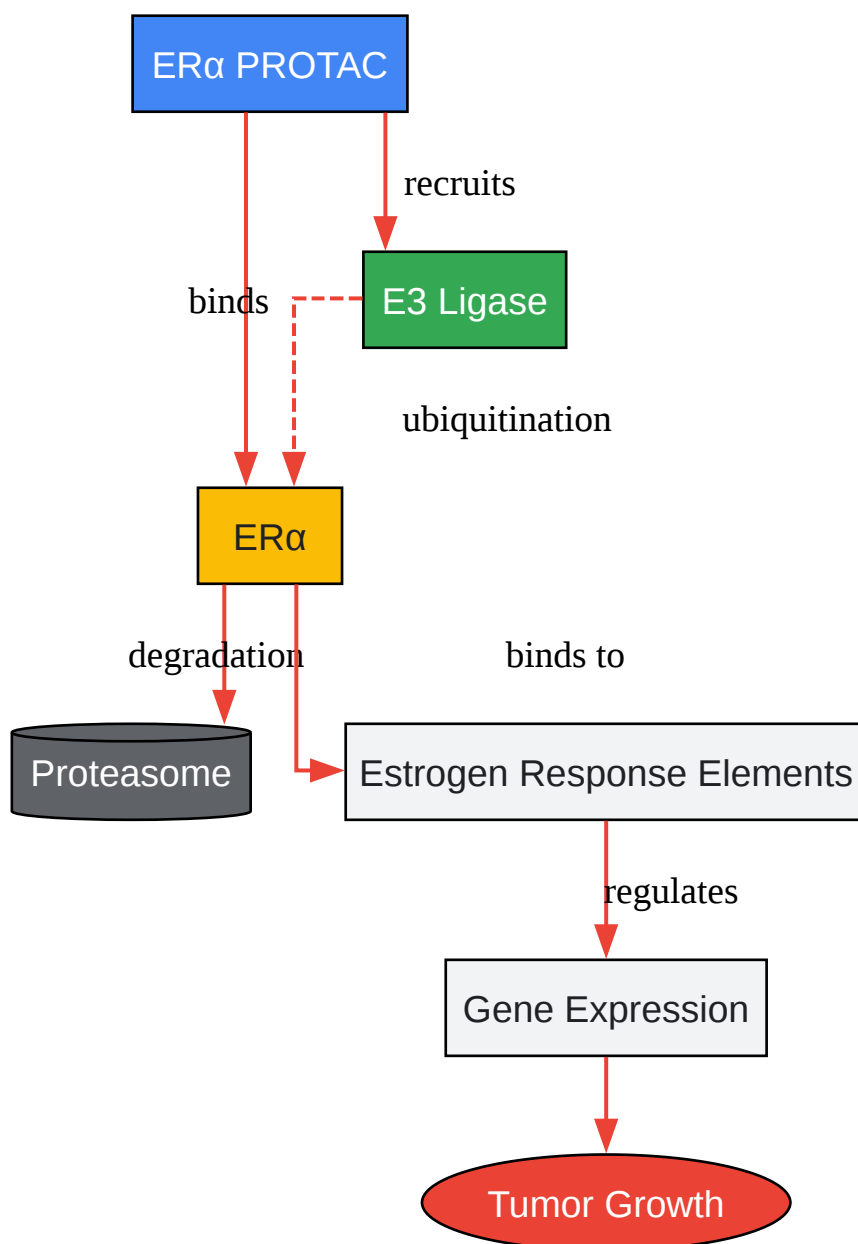 ERα PROTAC
recruits
binds
E3 Ligase
ubiquitination
ERα
degradation
binds to
Proteasome
Estrogen Response Elements
regulates
Gene Expression
Tumor Growth